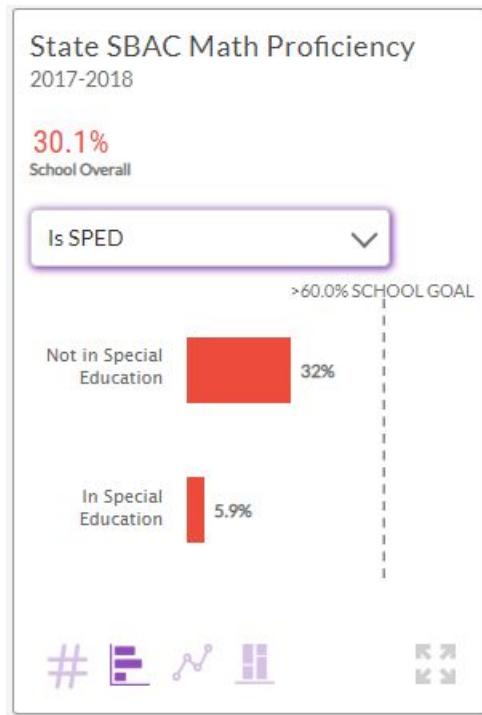 State SBAC Math Proficiency
2017-2018
30.1%
School Overall
Is SPED
>60.0% SCHOOL GOAL
Not in Special
Education
32%
In Special
Education
5.9%